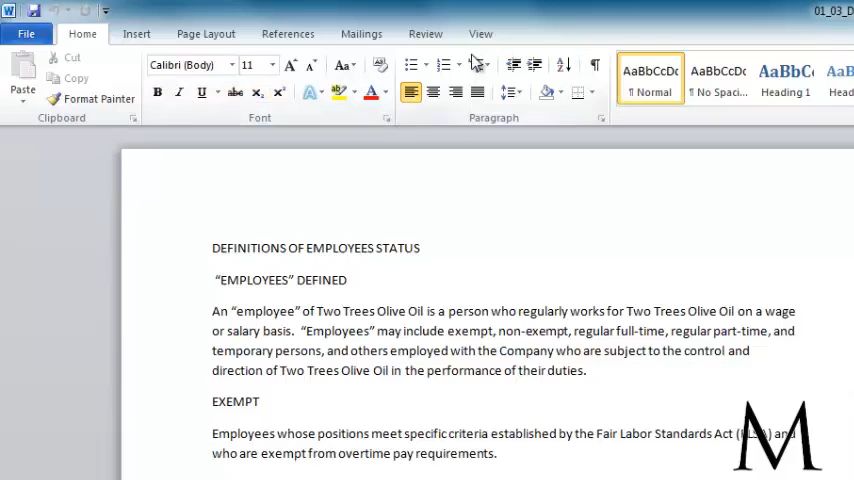 01_03_D
File Home Insert Page Layout References Mailings Review View
Cut
Copy
Paste
Format Painter
Clipboard
Calibri (Body) 11
Font
Paragraph
AaBbCcDc AaBbCcDc AaBbC AaBb
¶ Normal ¶ No Spaci... Heading 1 Head
DEFINITIONS OF EMPLOYEES STATUS
“EMPLOYEES” DEFINED
An “employee” of Two Trees Olive Oil is a person who regularly works for Two Trees Olive Oil on a wage
or salary basis. “Employees” may include exempt, non-exempt, regular full-time, regular part-time, and
temporary persons, and others employed with the Company who are subject to the control and
direction of Two Trees Olive Oil in the performance of their duties.
EXEMPT
Employees whose positions meet specific criteria established by the Fair Labor Standards Act (FLSA) and
who are exempt from overtime pay requirements.
M